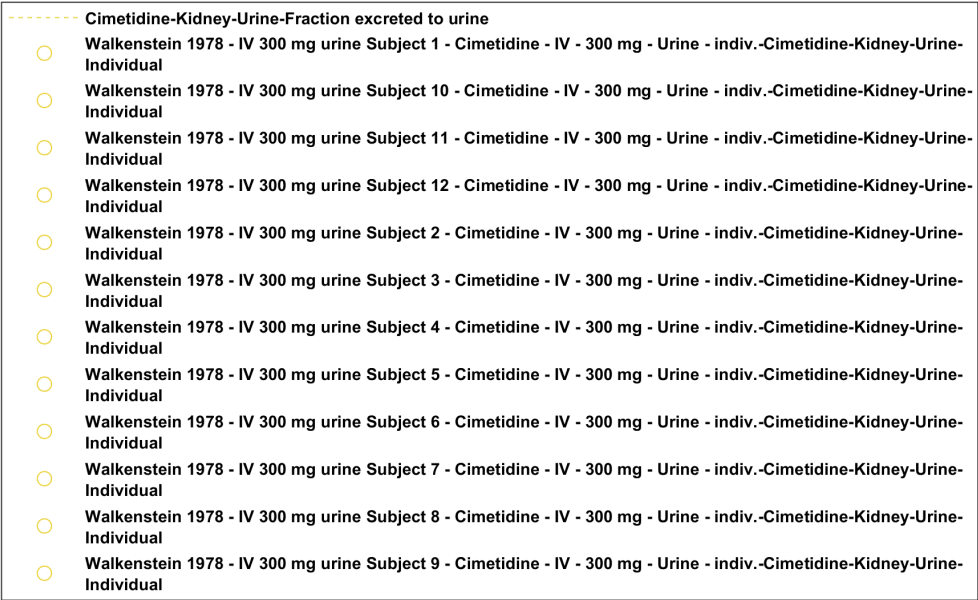 Cimetidine-Kidney-Urine-Fraction excreted to urine
Walkenstein 1978 - IV 300 mg urine Subject 1 - Cimetidine - IV - 300 mg - Urine - indiv.-Cimetidine-Kidney-Urine-
Individual
Walkenstein 1978 - IV 300 mg urine Subject 10 - Cimetidine - IV - 300 mg - Urine - indiv.-Cimetidine-Kidney-Urine-
Individual
Walkenstein 1978 - IV 300 mg urine Subject 11 - Cimetidine - IV - 300 mg - Urine - indiv.-Cimetidine-Kidney-Urine-
Individual
Walkenstein 1978 - IV 300 mg urine Subject 12 - Cimetidine - IV - 300 mg - Urine - indiv.-Cimetidine-Kidney-Urine-
Individual
Walkenstein 1978 - IV 300 mg urine Subject 2 - Cimetidine - IV - 300 mg - Urine - indiv.-Cimetidine-Kidney-Urine-
Individual
Walkenstein 1978 - IV 300 mg urine Subject 3 - Cimetidine - IV - 300 mg - Urine - indiv.-Cimetidine-Kidney-Urine-
Individual
Walkenstein 1978 - IV 300 mg urine Subject 4 - Cimetidine - IV - 300 mg - Urine - indiv.-Cimetidine-Kidney-Urine-
Individual
Walkenstein 1978 - IV 300 mg urine Subject 5 - Cimetidine - IV - 300 mg - Urine - indiv.-Cimetidine-Kidney-Urine-
Individual
Walkenstein 1978 - IV 300 mg urine Subject 6 - Cimetidine - IV - 300 mg - Urine - indiv.-Cimetidine-Kidney-Urine-
Individual
Walkenstein 1978 - IV 300 mg urine Subject 7 - Cimetidine - IV - 300 mg - Urine - indiv.-Cimetidine-Kidney-Urine-
Individual
Walkenstein 1978 - IV 300 mg urine Subject 8 - Cimetidine - IV - 300 mg - Urine - indiv.-Cimetidine-Kidney-Urine-
Individual
Walkenstein 1978 - IV 300 mg urine Subject 9 - Cimetidine - IV - 300 mg - Urine - indiv.-Cimetidine-Kidney-Urine-
Individual